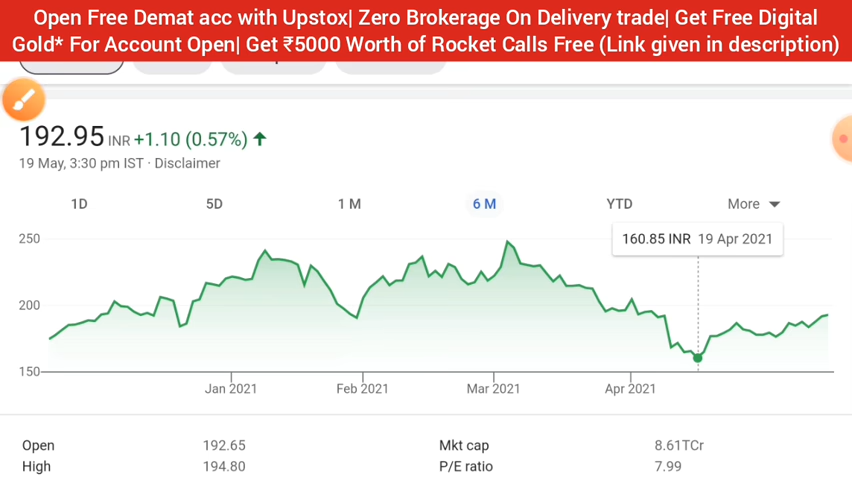 Open Free Demat acc with Upstox| Zero Brokerage On Delivery trade| Get Free Digital
Gold* For Account Open| Get ₹5000 Worth of Rocket Calls Free (Link given in description)
192.95 INR +1.10 (0.57%) ↑
19 May, 3:30 pm IST · Disclaimer
1D 5D 1 M 6 M YTD More
160.85 INR 19 Apr 2021
250
200
150
Jan 2021 Feb 2021 Mar 2021 Apr 2021
Open 192.65 Mkt cap 8.61TCr
High 194.80 P/E ratio 7.99